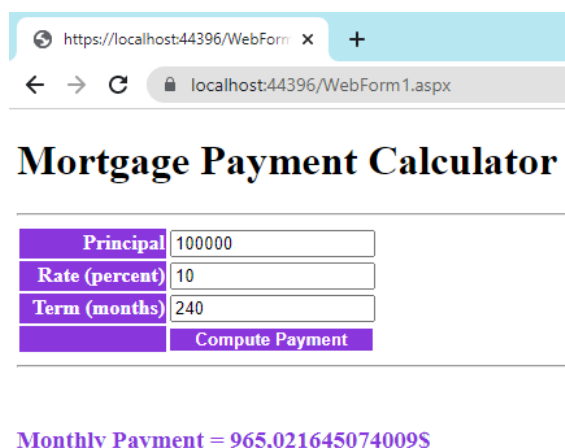 https://localhost:44396/WebForm
localhost:44396/WebForm1.aspx
Mortgage Payment Calculator
Principal 100000
Rate (percent) 10
Term (months) 240
Compute Payment
Monthly Payment = 965,021645074009$